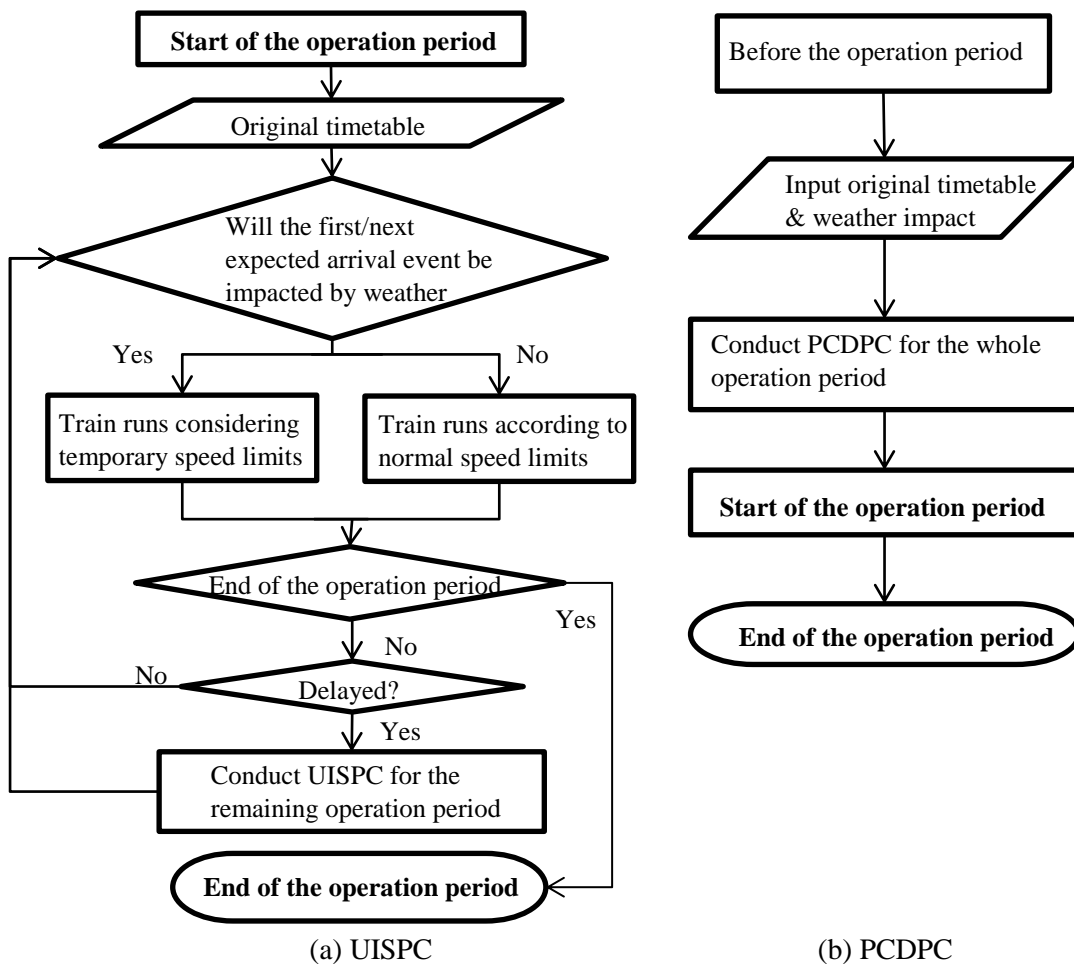 Start of the operation period
Original timetable
Will the first/next
expected arrival event be
impacted by weather
Yes
No
Train runs considering
temporary speed limits
Train runs according to
normal speed limits
End of the operation period
Yes
No
No
Delayed?
Yes
Conduct UISPC for the
remaining operation period
End of the operation period
(a) UISPC
Before the operation period
Input original timetable
& weather impact
Conduct PCDPC for the whole
operation period
Start of the operation period
End of the operation period
(b) PCDPC